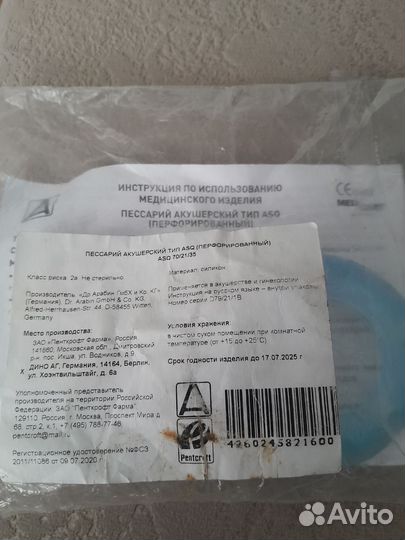 ИНСТРУКЦИЯ ПО ИСПОЛЬЗОВАНИЮ
МЕДИЦИНСКОГО ИЗДЕЛИЯ
ПЕССАРИЙ АКУШЕРСКИЙ ТИП ASQ
(ПЕРФОРИРОВАННЫЙ)
CE
ПЕССАРИЙ АКУШЕРСКИЙ ТИП ASQ (ПЕРФОРИРОВАННЫЙ)
ASQ 70/21/35
Класс риска: 2а. Не стерильно.
Материал: силикон
Производитель: «Др.Арабин ГмбХ и Ко. КГ»
(Германия). Dr. Arabin GmbH & Co. KG,
Alfred-Herrhausen-Str. 44, D-58455 Witten,
Germany
Применяется в акушерстве и гинекологии
Инструкция на русском языке – внутри упаковки
Номер серии 079/21/1В
Место производства:
ЗАО "Пенткрофт Фарма", Россия
141860, Московская обл., Дмитровский
р-н, пос. Икша, ул. Водников, д.9
X ДИНО АГ, Германия, 14164, Берлин,
ул. Хоэнтвильштайг, д. 6а
Условия хранения:
в чистом сухом помещении при комнатной
температуре (от +15 до +25°С)
Срок годности изделия до 17.07.2025 г
Уполномоченный представитель
производителя на территории Российской
Федерации: ЗАО "Пенткрофт Фарма"
129110, Россия, г. Москва, Проспект Мира д.
68, стр.2, к.1, +7 (495) 788-77-46,
pentcroft@mail.ru
Регистрационное удостоверение №ФСЗ
2011/11086 от 09.07.2020 г.
Pentcroft
4260245821600
Avito